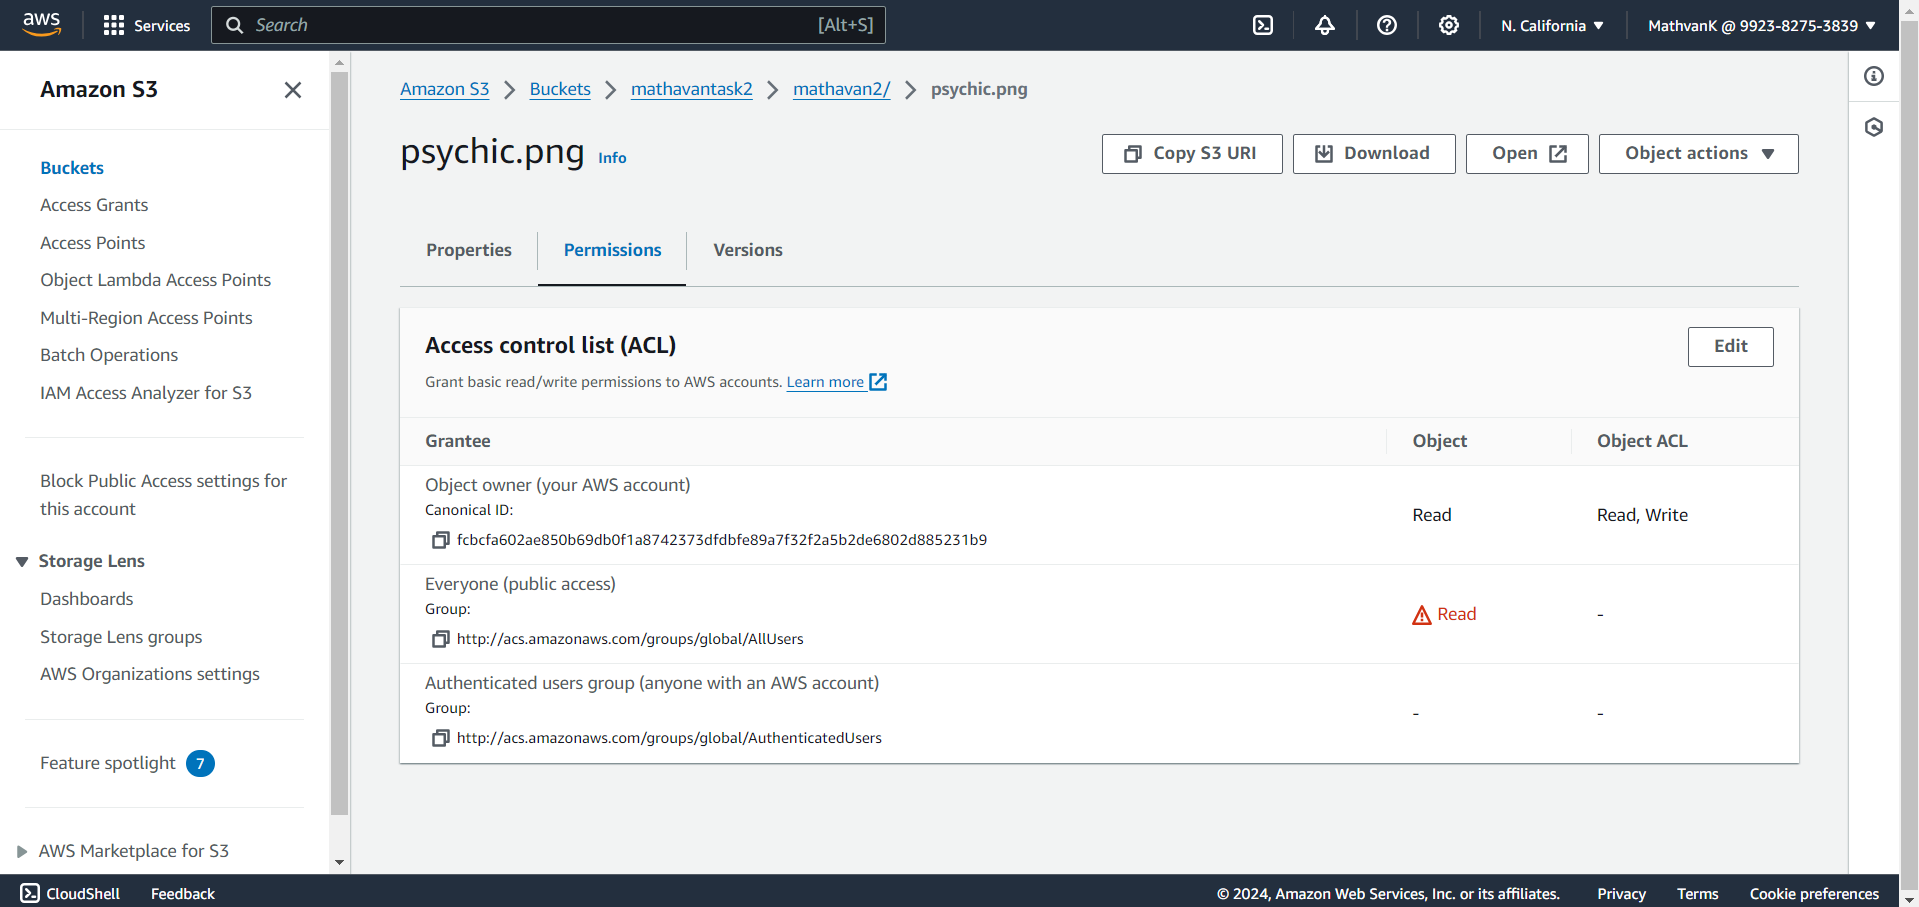 aws Services Search [Alt+S] N. California MathvanK @ 9923-8275-3839
Amazon S3
Buckets
Access Grants
Access Points
Object Lambda Access Points
Multi-Region Access Points
Batch Operations
IAM Access Analyzer for S3
Block Public Access settings for
this account
Storage Lens
Dashboards
Storage Lens groups
AWS Organizations settings
Feature spotlight 7
AWS Marketplace for S3
Amazon S3 Buckets mathavantask2 mathavan2/ psychic.png
psychic.png Info
Copy S3 URI Download Open Object actions
Properties Permissions Versions
Access control list (ACL)
Edit
Grant basic read/write permissions to AWS accounts. Learn more
Grantee Object Object ACL
Object owner (your AWS account)
Canonical ID:
fcbcfa602ae850b69db0f1a8742373dfdbfe89a7f32f2a5b2de6802d885231b9
Read Read, Write
Everyone (public access)
Group:
http://acs.amazonaws.com/groups/global/AllUsers
Read -
Authenticated users group (anyone with an AWS account)
Group:
http://acs.amazonaws.com/groups/global/AuthenticatedUsers
- -
CloudShell Feedback © 2024, Amazon Web Services, Inc. or its affiliates. Privacy Terms Cookie preferences